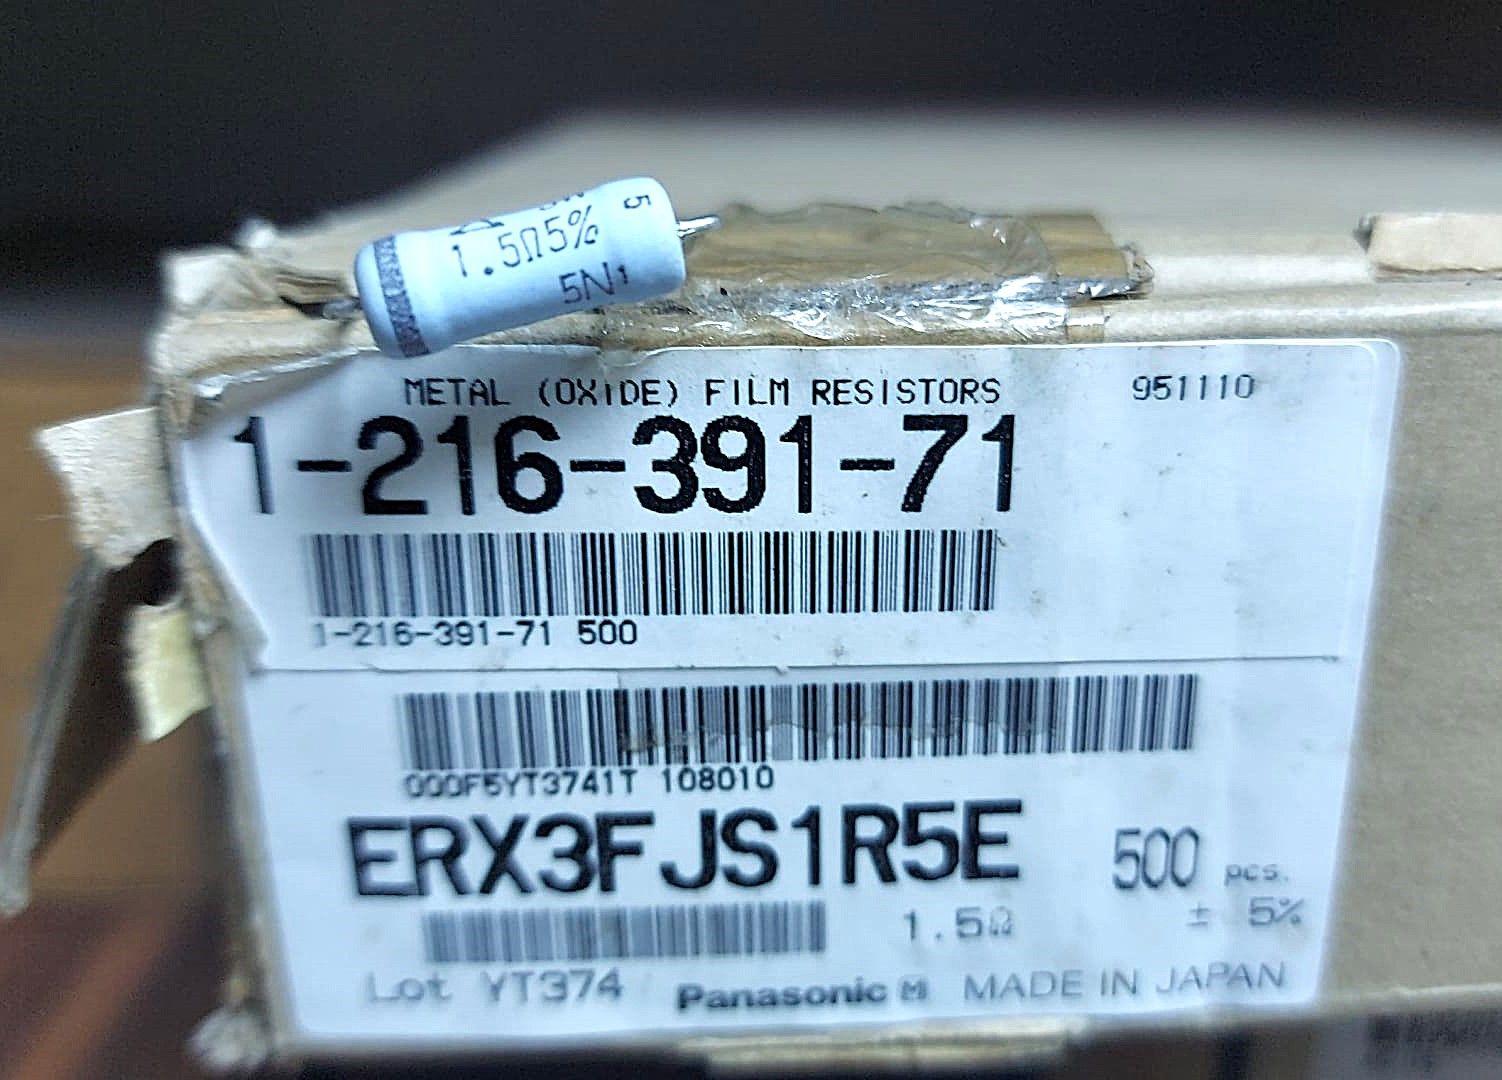 5
1.5Ω5%
5N
METAL (OXIDE) FILM RESISTORS 951110
1-216-391-71
1-216-391-71 500
000F5YT3741T 108010
ERX3FJS1R5E 500 pcs.
1.5Ω ± 5%
Lot YT374 Panasonic M MADE IN JAPAN